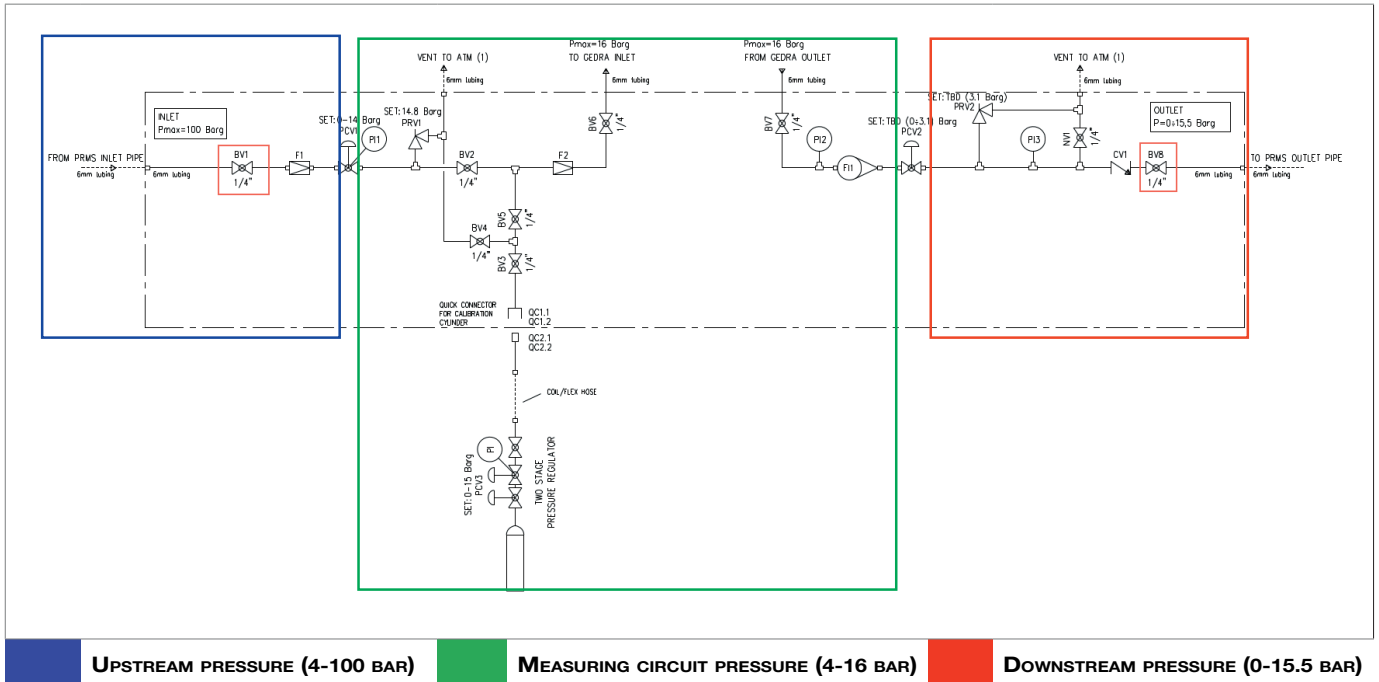 Pmax=16 Barg
TO GEDRA INLET
6mm tubing
Pmax=16 Barg
FROM GEDRA OUTLET
6mm tubing
VENT TO ATM (1)
6mm tubing
VENT TO ATM (1)
6mm tubing
INLET
Pmax=100 Barg
SET:0-14 Barg
PCV1
PI1
SET:14.8 Barg
PRV1
BV6
1/4"
BV7
1/4"
PI2
SET:TBD (0÷3.1) Barg
PCV2
SET:TBD (3.1 Barg)
PRV2
PI3
NV1
1/4"
OUTLET
P=0÷15,5 Barg
FROM PRMS INLET PIPE
6mm tubing
6mm tubing
BV1
1/4"
F1
BV2
1/4"
F2
FI1
CV1
BV8
1/4"
6mm tubing
TO PRMS OUTLET PIPE
6mm tubing
BV5
1/4"
BV4
1/4"
BV3
1/4"
QUICK CONNECTOR
FOR CALIBRATION
CYLINDER
QC1.1
QC1.2
QC2.1
QC2.2
COIL/FLEX HOSE
PI
SET:0-15 Barg
PCV3
TWO STAGE
PRESSURE REGULATOR
UPSTREAM PRESSURE (4-100 BAR)
MEASURING CIRCUIT PRESSURE (4-16 BAR)
DOWNSTREAM PRESSURE (0-15.5 BAR)